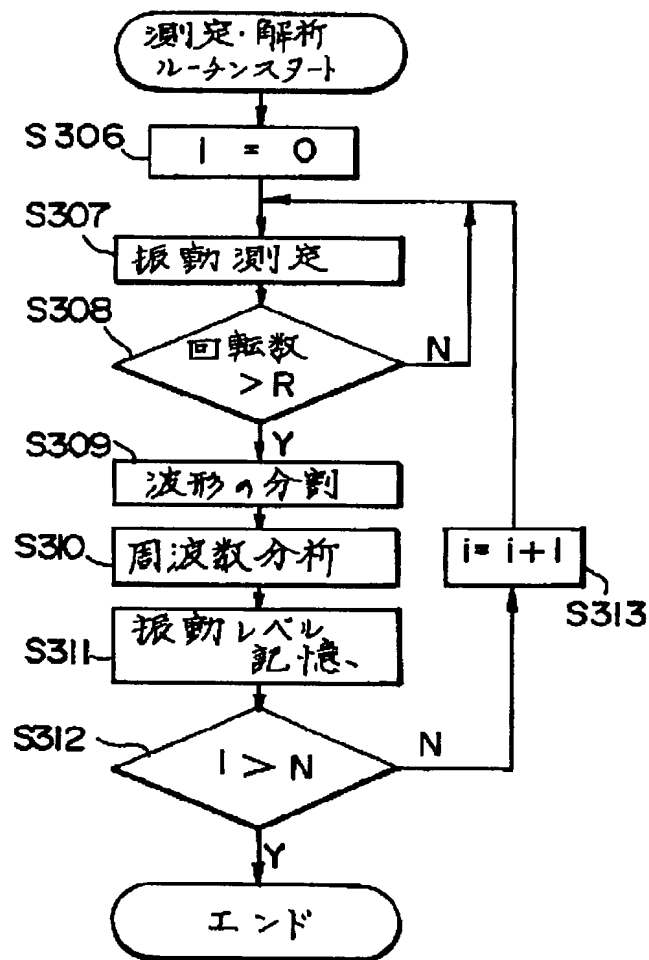 測定・解析
ルーチンスタート
S306
i = 0
S307
振動測定
S308
回転数
>R
N
Y
S309
波形の分割
S310
周波数分析
i=i+1
S313
S311
振動レベル
記憶
S312
i>N
N
Y
エンド